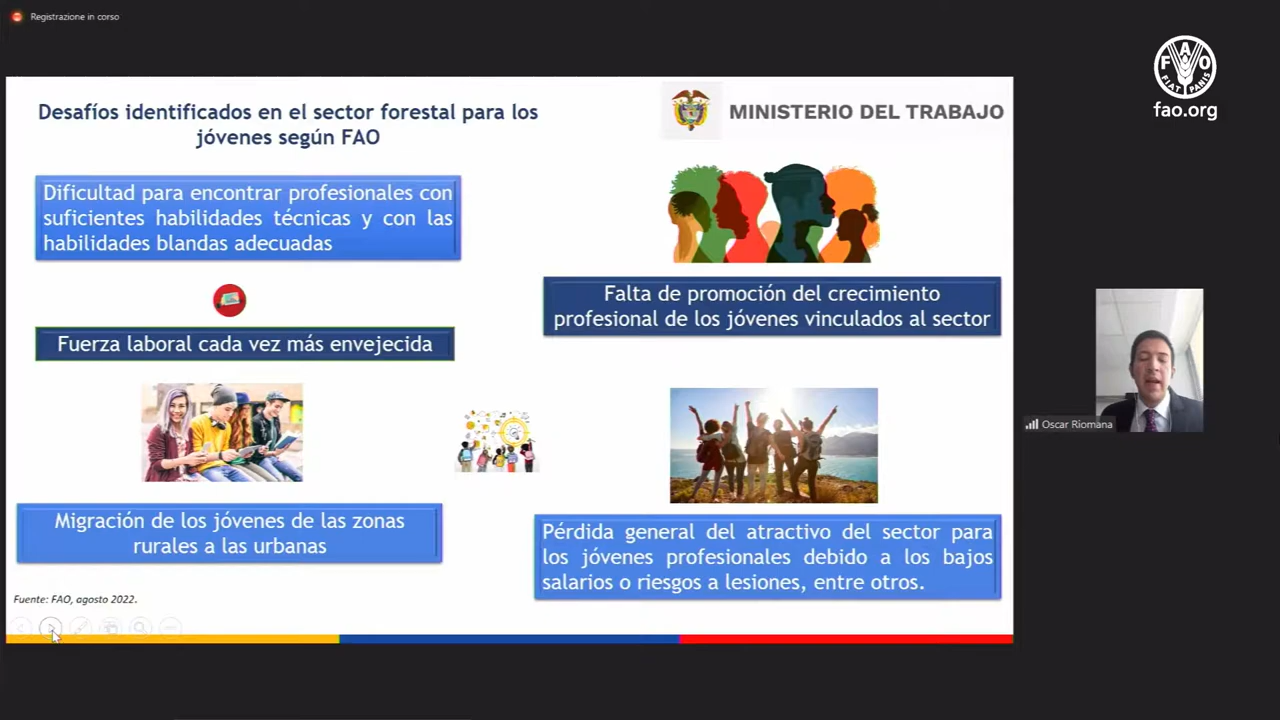 Registrazione in corso
FAO
FIAT PANIS
fao.org
Desafíos identificados en el sector forestal para los
jóvenes según FAO
MINISTERIO DEL TRABAJO
Dificultad para encontrar profesionales con
suficientes habilidades técnicas y con las
habilidades blandas adecuadas
Falta de promoción del crecimiento
profesional de los jóvenes vinculados al sector
Fuerza laboral cada vez más envejecida
Oscar Riomana
Migración de los jóvenes de las zonas
rurales a las urbanas
Pérdida general del atractivo del sector para
los jóvenes profesionales debido a los bajos
salarios o riesgos a lesiones, entre otros.
Fuente: FAO, agosto 2022.